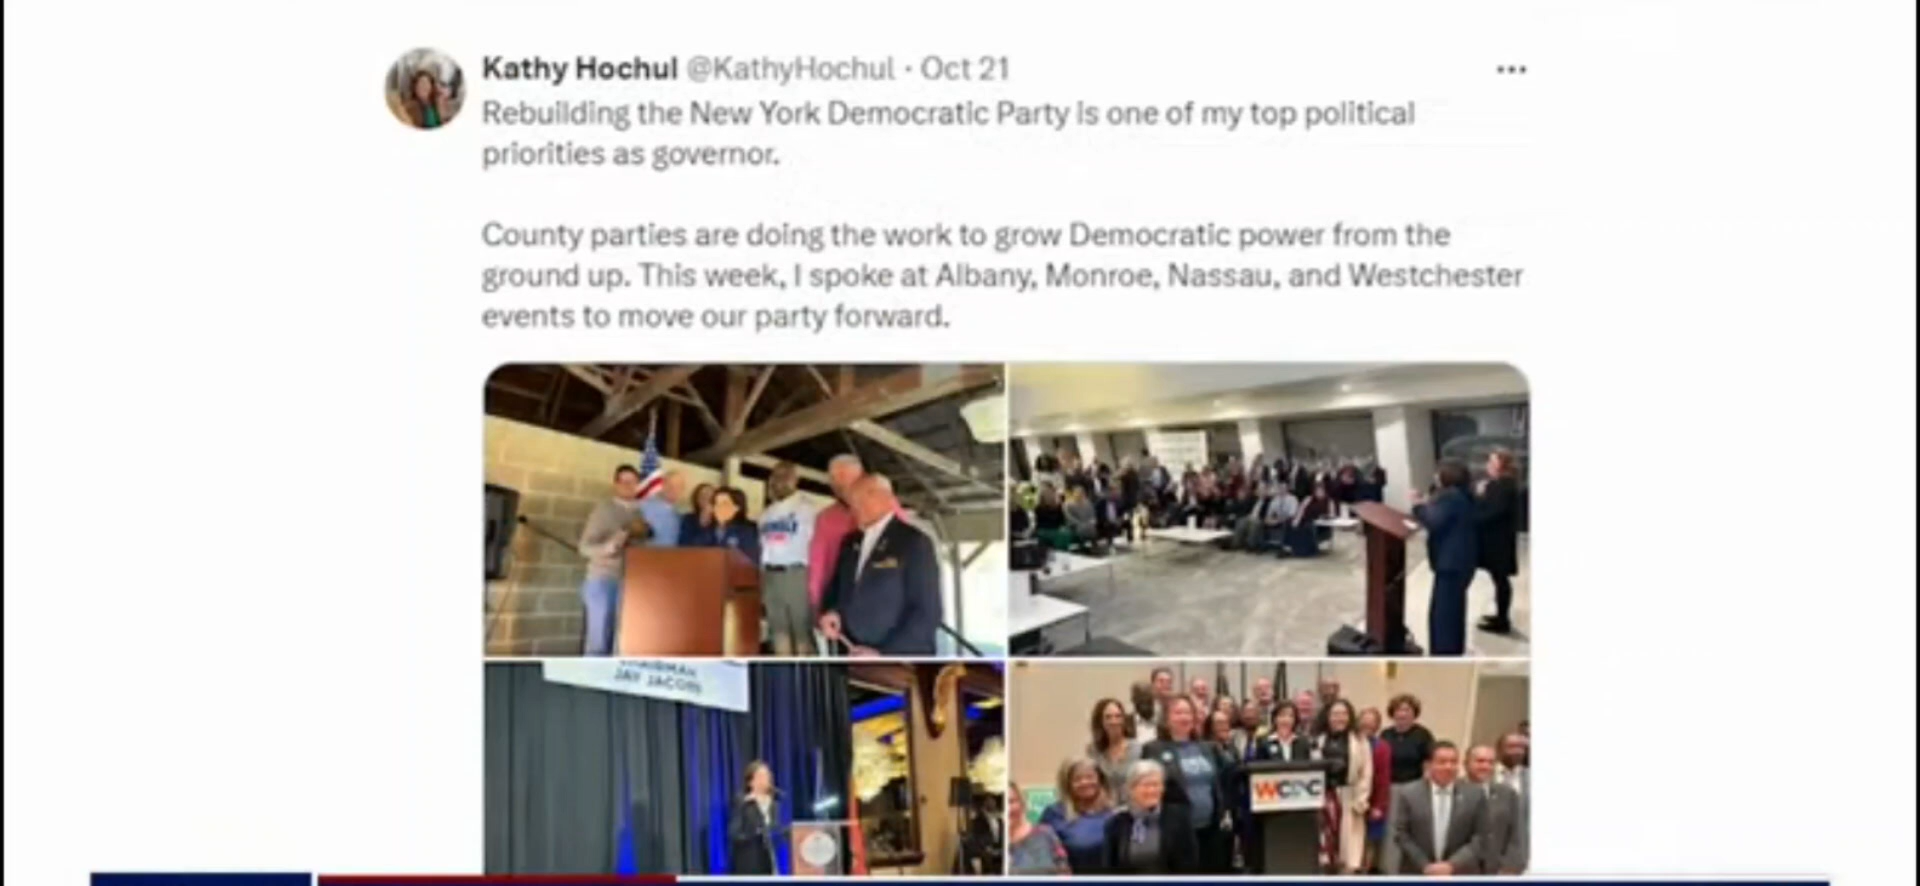 Kathy Hochul @KathyHochul · Oct 21
Rebuilding the New York Democratic Party is one of my top political
priorities as governor.
County parties are doing the work to grow Democratic power from the
ground up. This week, I spoke at Albany, Monroe, Nassau, and Westchester
events to move our party forward.
CHAIRMAN
JAY JACOBS
WCDC